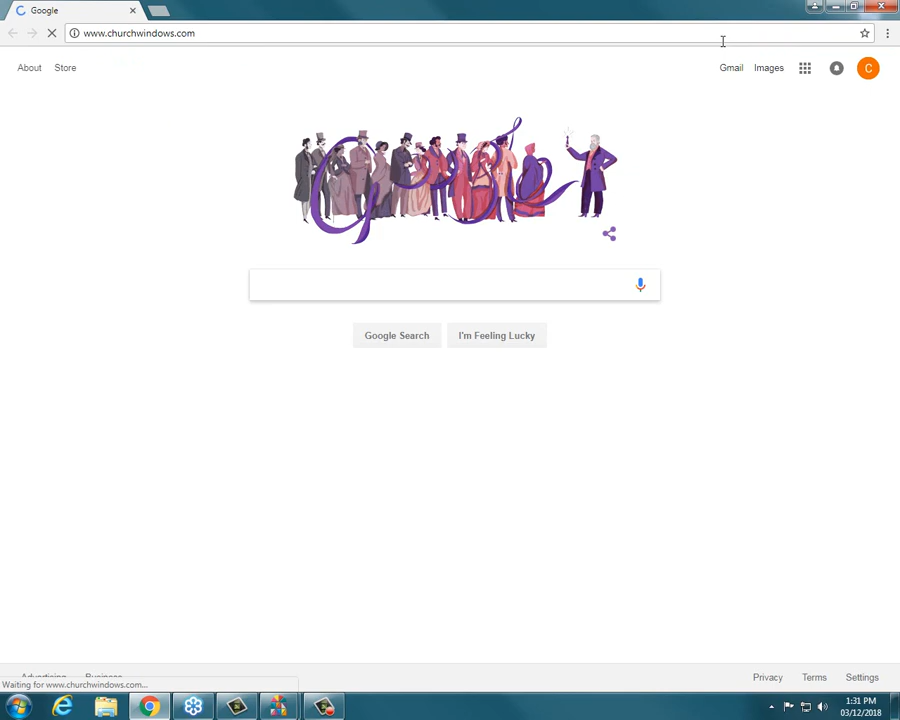 Google
www.churchwindows.com
About Store Gmail Images C
Google Search I'm Feeling Lucky
Advertising Business Privacy Terms Settings
Waiting for www.churchwindows.com...
1:31 PM
03/12/2018